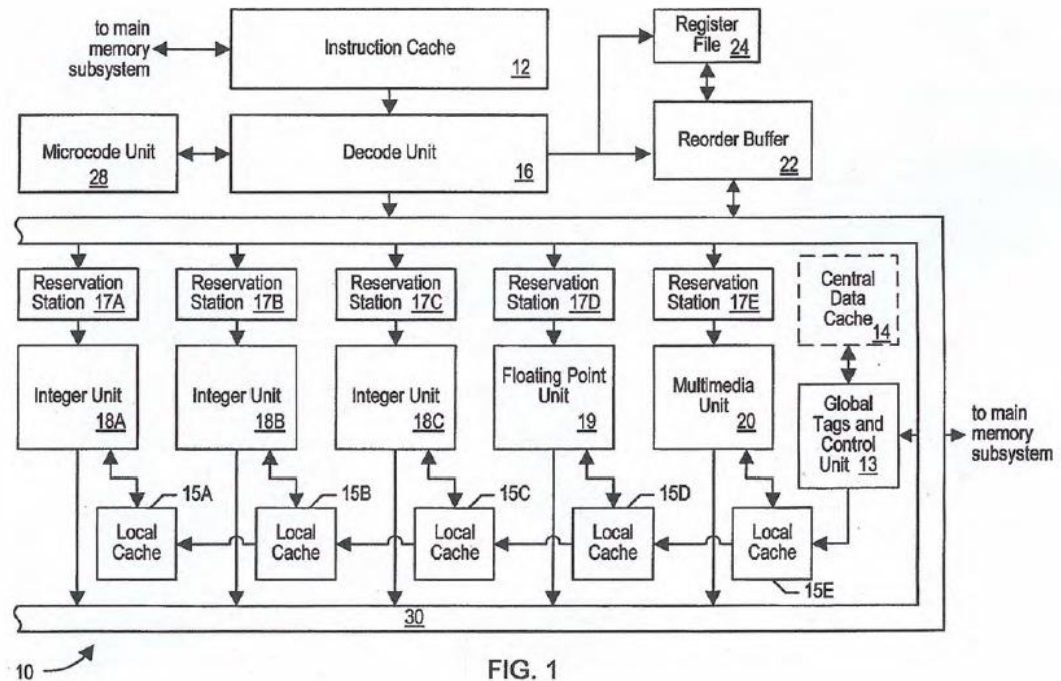 to main
memory
subsystem
Instruction Cache
12
Register
File 24
Microcode Unit
28
Decode Unit
16
Reorder Buffer
22
Reservation
Station 17A
Reservation
Station 17B
Reservation
Station 17C
Reservation
Station 17D
Reservation
Station 17E
Central
Data
Cache
14
Integer Unit
18A
Integer Unit
18B
Integer Unit
18C
Floating Point
Unit
19
Multimedia
Unit
20
Global
Tags and
Control
Unit 13
to main
memory
subsystem
15A
15B
15C
15D
Local
Cache
Local
Cache
Local
Cache
Local
Cache
Local
Cache
15E
30
10
FIG. 1